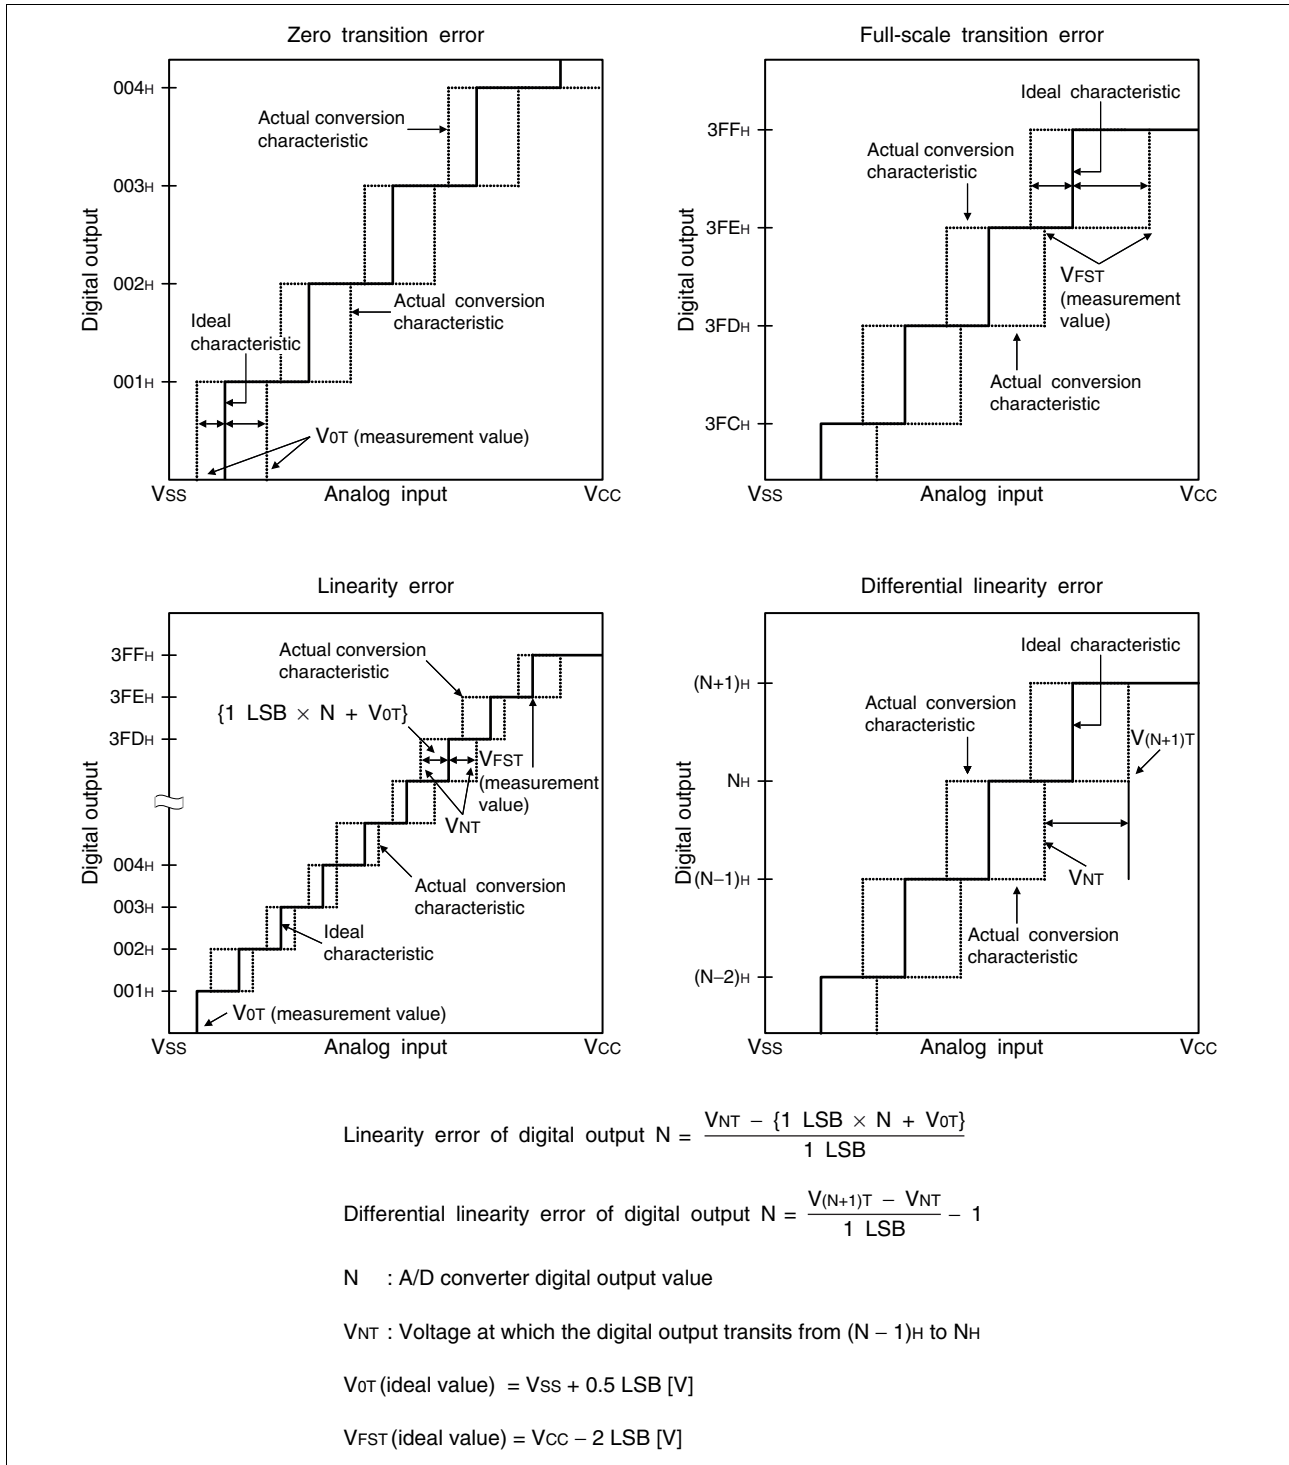 Zero transition error
004H
003H
002H
001H
Digital output
Actual conversion
characteristic
Ideal
characteristic
Actual conversion
characteristic
V0T (measurement value)
VSS
Analog input
VCC
Full-scale transition error
3FFH
3FEH
3FDH
3FCH
Digital output
Ideal characteristic
Actual conversion
characteristic
VFST
(measurement
value)
Actual conversion
characteristic
VSS
Analog input
VCC
Linearity error
3FFH
3FEH
3FDH
004H
003H
002H
001H
Digital output
Actual conversion
characteristic
{1 LSB × N + V0T}
VFST
(measurement
value)
VNT
Actual conversion
characteristic
Ideal
characteristic
V0T (measurement value)
VSS
Analog input
VCC
Differential linearity error
(N+1)H
NH
(N−1)H
(N−2)H
Digital output
Ideal characteristic
Actual conversion
characteristic
V(N+1)T
VNT
Actual conversion
characteristic
VSS
Analog input
VCC
Linearity error of digital output N = VNT − {1 LSB × N + V0T}
1 LSB
Differential linearity error of digital output N = V(N+1)T − VNT
1 LSB
− 1
N : A/D converter digital output value
VNT : Voltage at which the digital output transits from (N − 1)H to NH
V0T (ideal value) = VSS + 0.5 LSB [V]
VFST (ideal value) = VCC − 2 LSB [V]